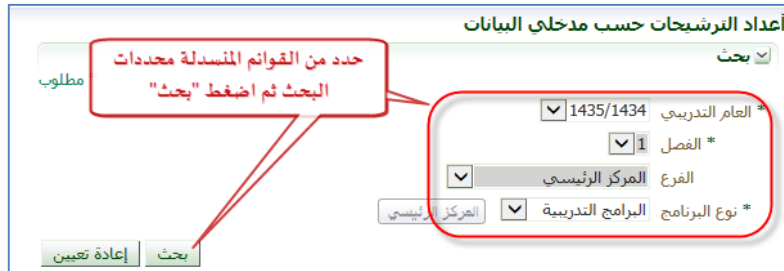 أعداد الترشيحات حسب مدخلي البيانات
بحث
مطلوب
حدد من القوائم المنسدلة محددات
البحث ثم اضغط "بحث"
* العام التدريبي 1435/1434
* الفصل 1
الفرع المركز الرئيسي
* نوع البرنامج البرامج التدريبية المركز الرئيسي
بحث إعادة تعيين